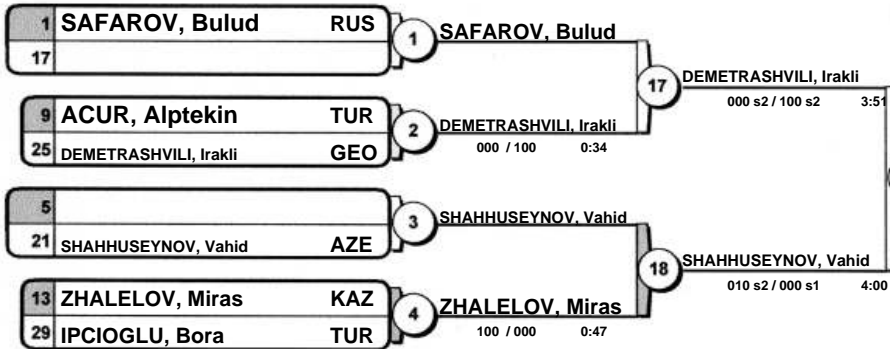 1 SAFAROV, Bulud RUS
17
1 SAFAROV, Bulud
9 ACUR, Alptekin TUR
25 DEMETRASHVILI, Irakli GEO
2 DEMETRASHVILI, Irakli
000 / 100 0:34
17 DEMETRASHVILI, Irakli
000 s2 / 100 s2 3:51
5
21 SHAHHUSEYNOV, Vahid AZE
3 SHAHHUSEYNOV, Vahid
13 ZHALELOV, Miras KAZ
29 IPCIOGLU, Bora TUR
4 ZHALELOV, Miras
100 / 000 0:47
18 SHAHHUSEYNOV, Vahid
010 s2 / 000 s1 4:00